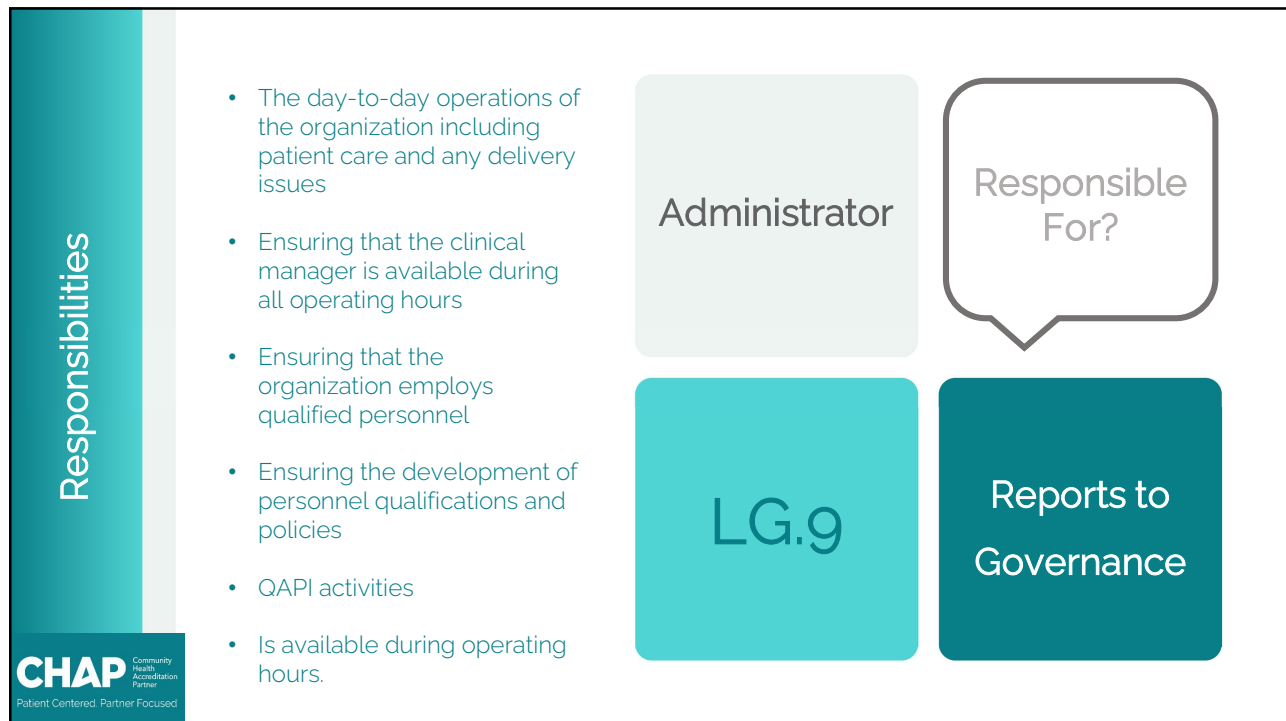 Responsibilities
• The day-to-day operations of
the organization including
patient care and any delivery
issues
• Ensuring that the clinical
manager is available during
all operating hours
• Ensuring that the
organization employs
qualified personnel
• Ensuring the development of
personnel qualifications and
policies
• QAPI activities
• Is available during operating
hours.
Administrator
Responsible
For?
LG.9
Reports to
Governance
CHAP
Community
Health
Accreditation
Partner
Patient Centered. Partner Focused